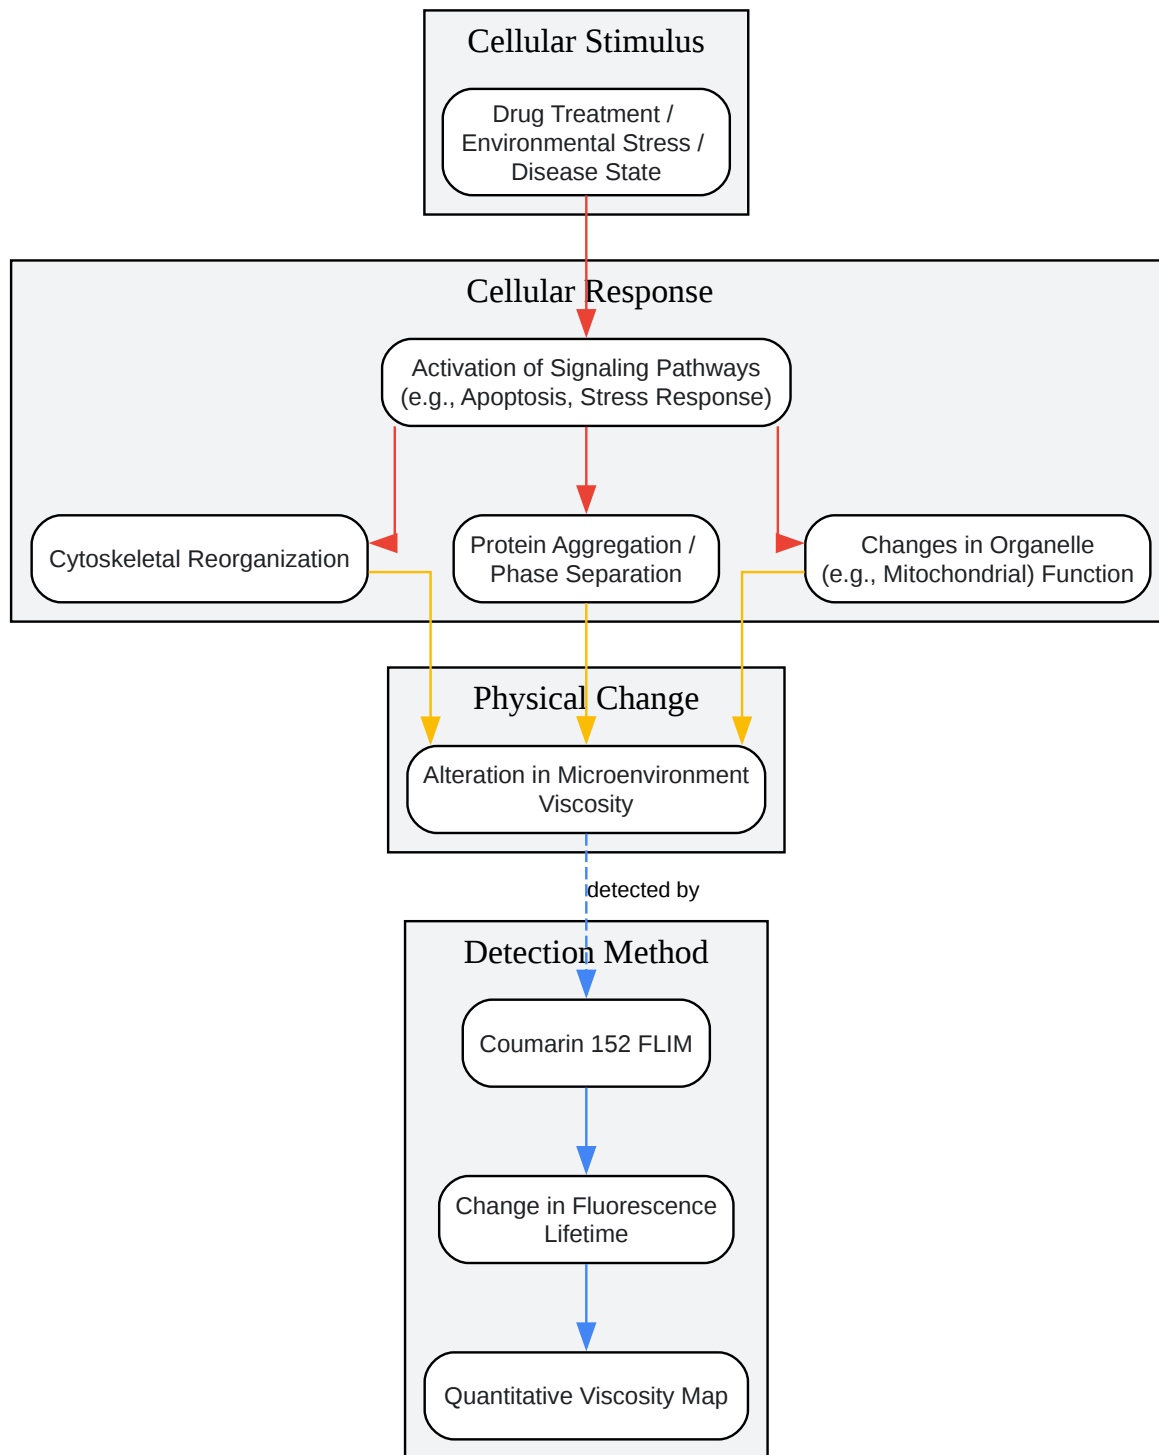 Cellular Stimulus
Drug Treatment /
Environmental Stress /
Disease State
Cellular Response
Activation of Signaling Pathways
(e.g., Apoptosis, Stress Response)
Cytoskeletal Reorganization
Protein Aggregation /
Phase Separation
Changes in Organelle
(e.g., Mitochondrial) Function
Physical Change
Alteration in Microenvironment
Viscosity
detected by
Detection Method
Coumarin 152 FLIM
Change in Fluorescence
Lifetime
Quantitative Viscosity Map